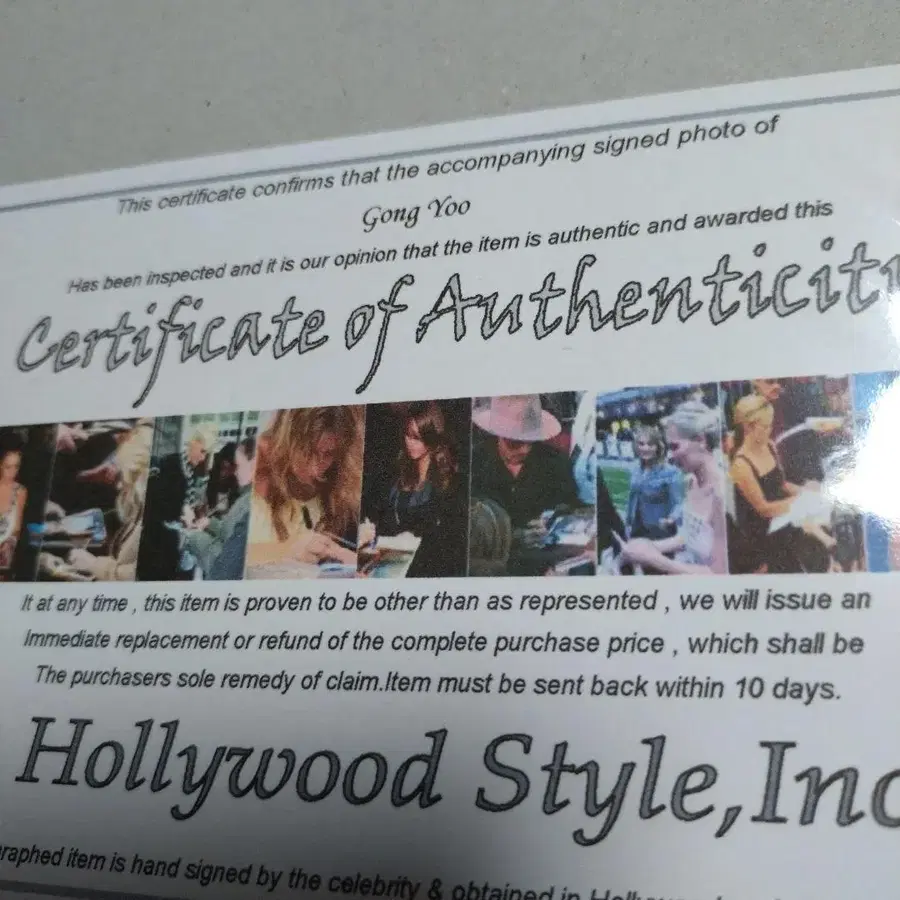 This certificate confirms that the accompanying signed photo of
Gong Yoo
Has been inspected and it is our opinion that the item is authentic and awarded this
Certificate of Authenticit
It at any time , this item is proven to be other than as represented , we will issue an
Immediate replacement or refund of the complete purchase price , which shall be
The purchasers sole remedy of claim.Item must be sent back within 10 days.
Hollywood Style,Inc
raphed item is hand signed by the celebrity & obtained in